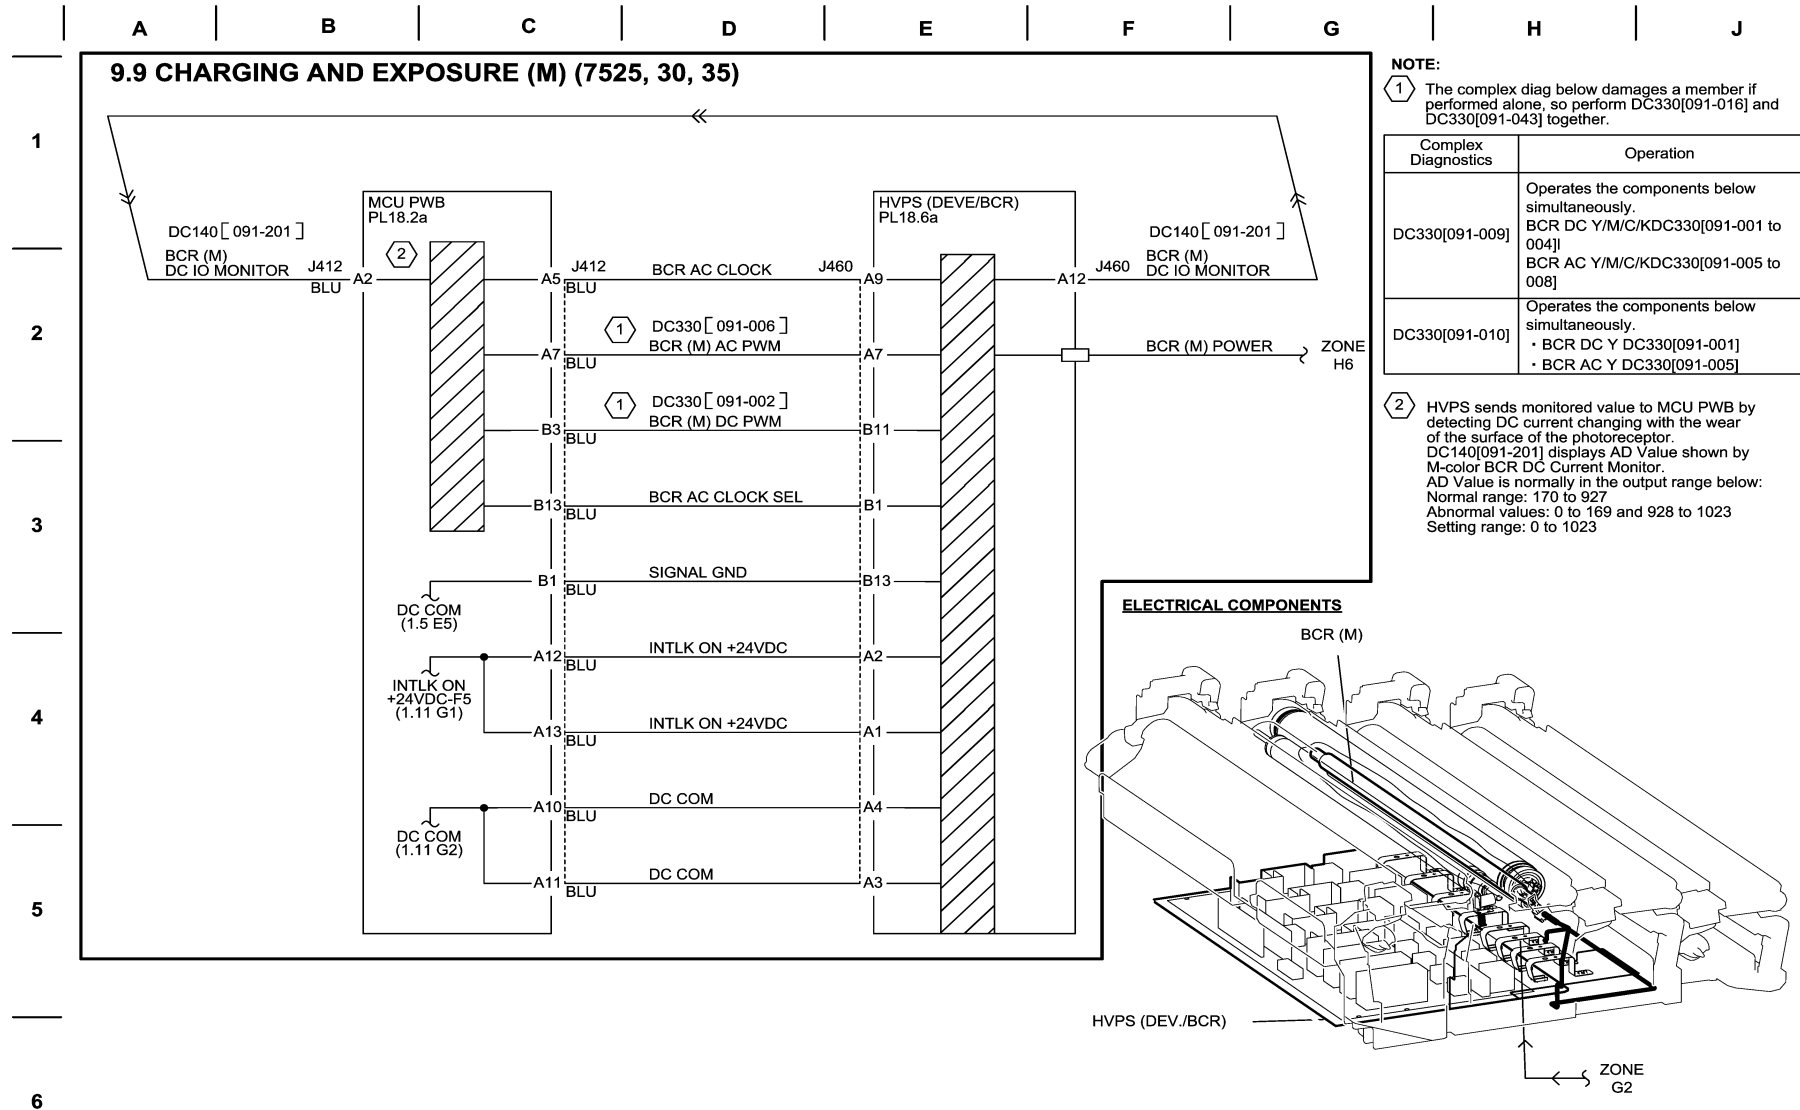 A B C D E F G H J
9.9 CHARGING AND EXPOSURE (M) (7525, 30, 35)
1
2
3
4
5
6
MCU PWB
PL18.2a
HVPS (DEVE/BCR)
PL18.6a
DC140[ 091-201 ]
BCR (M)
DC IO MONITOR
J412
BLU
A2
2
A5
J412
BLU
BCR AC CLOCK
J460
A9
A12
J460
DC140[ 091-201 ]
BCR (M)
DC IO MONITOR
1
DC330[ 091-006 ]
BCR (M) AC PWM
A7
BLU
A7
BCR (M) POWER
ZONE
H6
1
DC330[ 091-002 ]
BCR (M) DC PWM
B3
BLU
B11
BCR AC CLOCK SEL
B13
BLU
B1
SIGNAL GND
B1
BLU
B13
DC COM
(1.5 E5)
INTLK ON +24VDC
A12
BLU
A2
INTLK ON
+24VDC-F5
(1.11 G1)
INTLK ON +24VDC
A13
BLU
A1
DC COM
A10
BLU
A4
DC COM
(1.11 G2)
DC COM
A11
BLU
A3
NOTE:
1
The complex diag below damages a member if
performed alone, so perform DC330[091-016] and
DC330[091-043] together.
Complex
Diagnostics
Operation
DC330[091-009]
Operates the components below
simultaneously.
BCR DC Y/M/C/KDC330[091-001 to
004]l
BCR AC Y/M/C/KDC330[091-005 to
008]
DC330[091-010]
Operates the components below
simultaneously.
・BCR DC Y DC330[091-001]
・BCR AC Y DC330[091-005]
2
HVPS sends monitored value to MCU PWB by
detecting DC current changing with the wear
of the surface of the photoreceptor.
DC140[091-201] displays AD Value shown by
M-color BCR DC Current Monitor.
AD Value is normally in the output range below:
Normal range: 170 to 927
Abnormal values: 0 to 169 and 928 to 1023
Setting range: 0 to 1023
ELECTRICAL COMPONENTS
BCR (M)
HVPS (DEV./BCR)
ZONE
G2